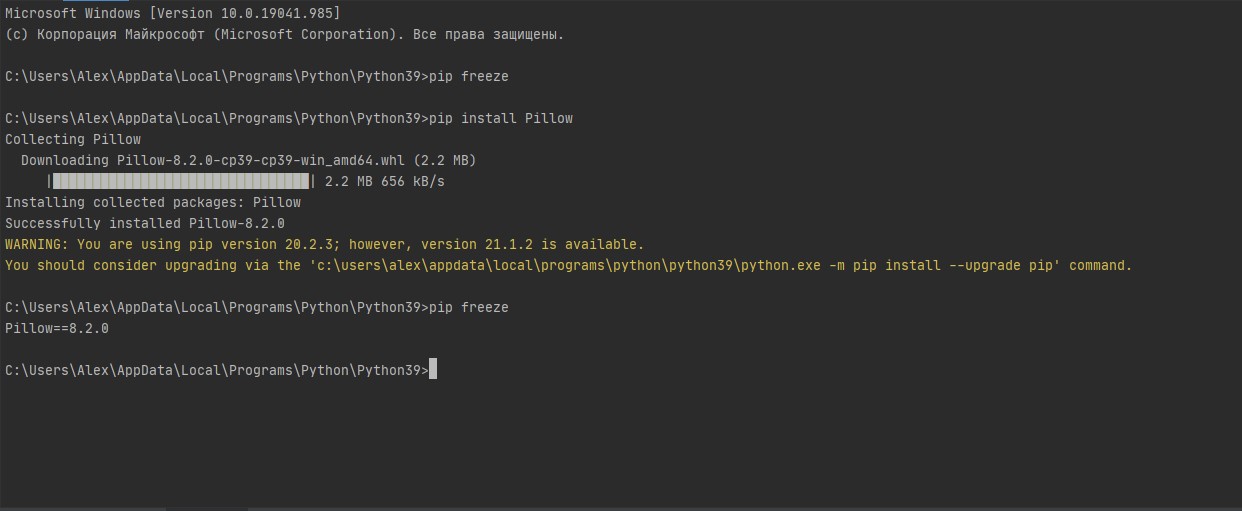 Microsoft Windows [Version 10.0.19041.985]
(c) Корпорация Майкрософт (Microsoft Corporation). Все права защищены.
C:\Users\Alex\AppData\Local\Programs\Python\Python39>pip freeze
C:\Users\Alex\AppData\Local\Programs\Python\Python39>pip install Pillow
Collecting Pillow
Downloading Pillow-8.2.0-cp39-cp39-win_amd64.whl (2.2 MB)
|████████████████████████████████| 2.2 MB 656 kB/s
Installing collected packages: Pillow
Successfully installed Pillow-8.2.0
WARNING: You are using pip version 20.2.3; however, version 21.1.2 is available.
You should consider upgrading via the 'c:\users\alex\appdata\local\programs\python\python39\python.exe -m pip install --upgrade pip' command.
C:\Users\Alex\AppData\Local\Programs\Python\Python39>pip freeze
Pillow==8.2.0
C:\Users\Alex\AppData\Local\Programs\Python\Python39>